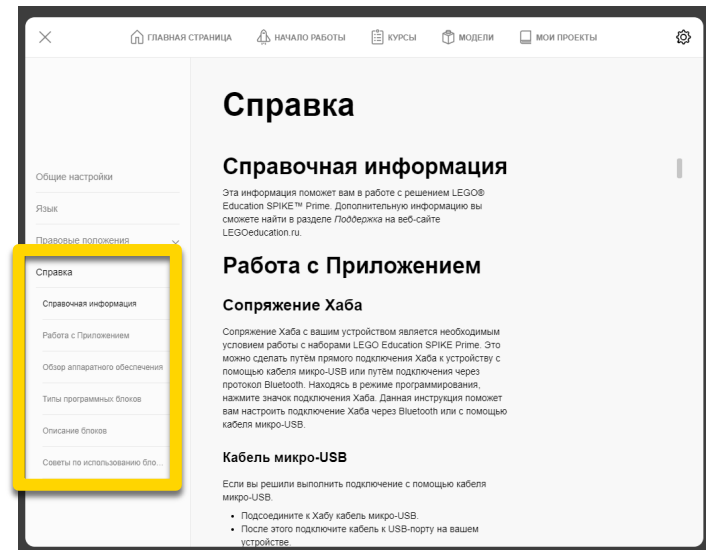 ГЛАВНАЯ СТРАНИЦА
НАЧАЛО РАБОТЫ
КУРСЫ
МОДЕЛИ
МОИ ПРОЕКТЫ
Общие настройки
Язык
Правовые положения
Справка
Справочная информация
Работа с Приложением
Обзор аппаратного обеспечения
Типы программных блоков
Описание блоков
Советы по использованию бло...
Справка
Справочная информация
Эта информация поможет вам в работе с решением LEGO®
Education SPIKE™ Prime. Дополнительную информацию вы
сможете найти в разделе Поддержка на веб-сайте
LEGOeducation.ru.
Работа с Приложением
Сопряжение Хаба
Сопряжение Хаба с вашим устройством является необходимым
условием работы с наборами LEGO Education SPIKE Prime. Это
можно сделать путём прямого подключения Хаба к устройству с
помощью кабеля микро-USB или путём подключения через
протокол Bluetooth. Находясь в режиме программирования,
нажмите значок подключения Хаба. Данная инструкция поможет
вам настроить подключение Хаба через Bluetooth или с помощью
кабеля микро-USB.
Кабель микро-USB
Если вы решили выполнить подключение с помощью кабеля
микро-USB.
• Подсоедините к Хабу кабель микро-USB.
• После этого подключите кабель к USB-порту на вашем
устройстве.